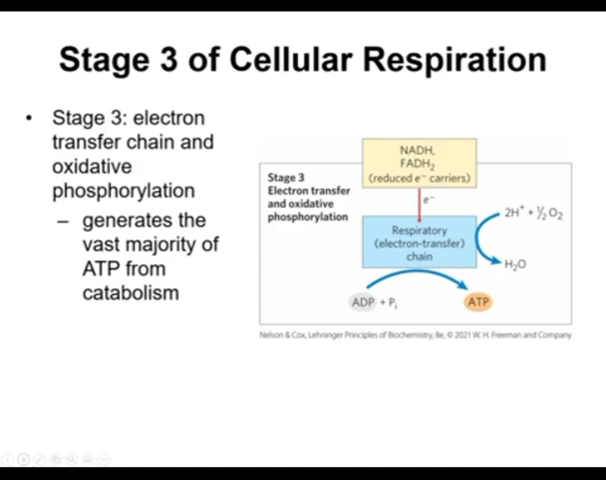 Stage 3 of Cellular Respiration
• Stage 3: electron
transfer chain and
oxidative
phosphorylation
– generates the
vast majority of
ATP from
catabolism
NADH,
FADH₂
(reduced e⁻ carriers)
Stage 3
Electron transfer
and oxidative
phosphorylation
e⁻
Respiratory
(electron-transfer)
chain
2H⁺ + ½ O₂
H₂O
ADP + Pᵢ
ATP
Nelson & Cox, Lehninger Principles of Biochemistry, 8e, © 2021 W. H. Freeman and Company